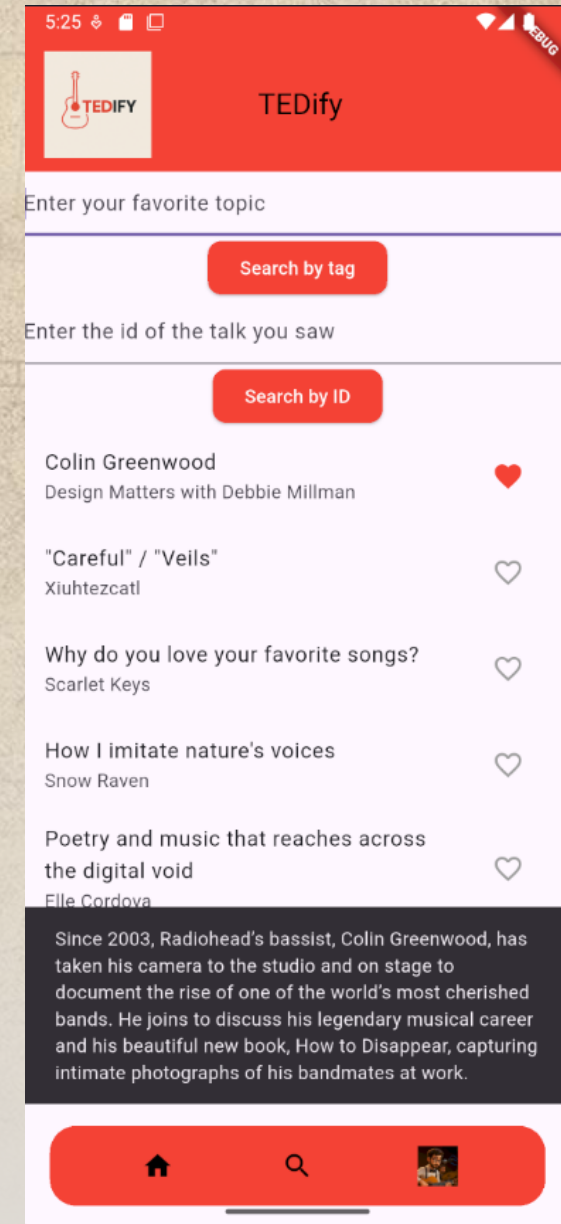 5:25
EBUG
TEDIFY
TEDify
Enter your favorite topic
Search by tag
Enter the id of the talk you saw
Search by ID
Colin Greenwood
Design Matters with Debbie Millman
"Careful" / "Veils"
Xiuhtezcatl
Why do you love your favorite songs?
Scarlet Keys
How I imitate nature's voices
Snow Raven
Poetry and music that reaches across
the digital void
Elle Cordova
Since 2003, Radiohead’s bassist, Colin Greenwood, has
taken his camera to the studio and on stage to
document the rise of one of the world’s most cherished
bands. He joins to discuss his legendary musical career
and his beautiful new book, How to Disappear, capturing
intimate photographs of his bandmates at work.